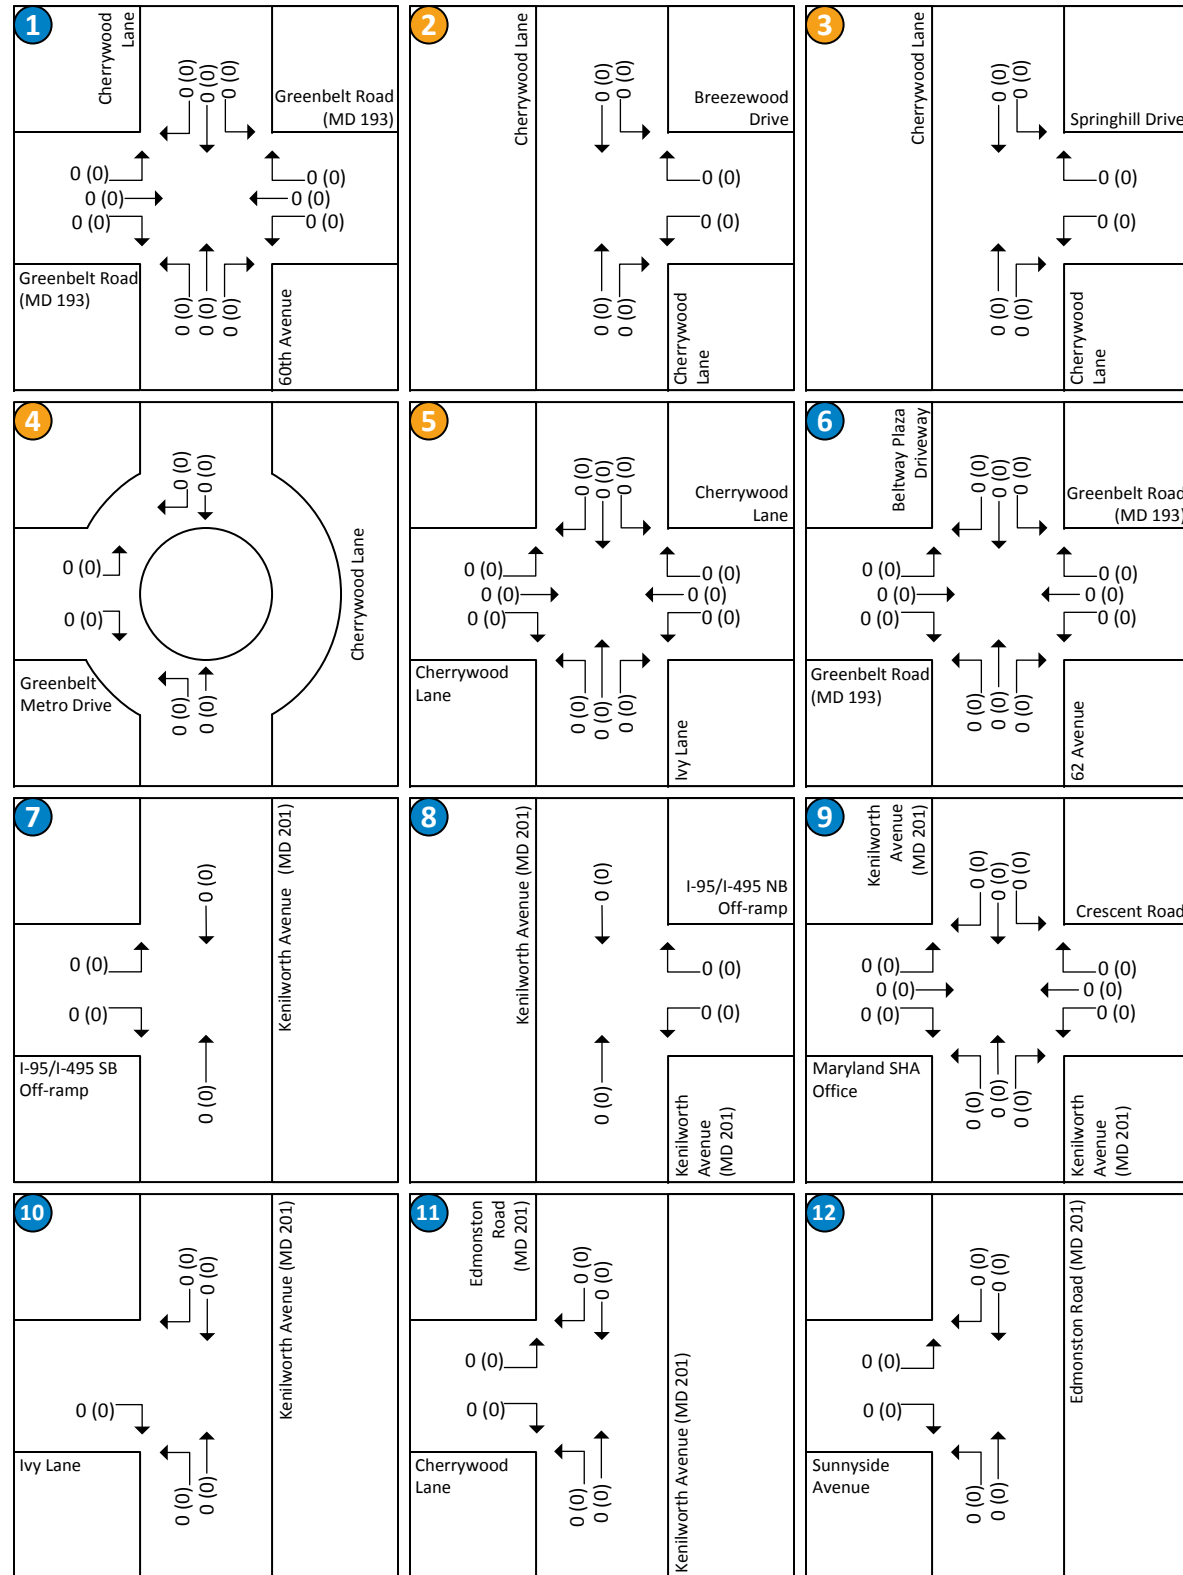 1
Cherrywood
Lane
0 (0)
0 (0)
0 (0)
Greenbelt Road
(MD 193)
0 (0)
0 (0)
0 (0)
0 (0)
0 (0)
0 (0)
Greenbelt Road
(MD 193)
0 (0)
0 (0)
0 (0)
60th Avenue
2
Cherrywood Lane
0 (0)
0 (0)
Breezewood
Drive
0 (0)
0 (0)
0 (0)
0 (0)
Cherrywood
Lane
3
Cherrywood Lane
0 (0)
0 (0)
Springhill Drive
0 (0)
0 (0)
0 (0)
0 (0)
Cherrywood
Lane
4
0 (0)
0 (0)
0 (0)
0 (0)
Greenbelt
Metro Drive
0 (0)
0 (0)
Cherrywood Lane
5
0 (0)
0 (0)
0 (0)
Cherrywood
Lane
0 (0)
0 (0)
0 (0)
0 (0)
0 (0)
0 (0)
Cherrywood
Lane
0 (0)
0 (0)
0 (0)
Ivy Lane
6
Beltway Plaza
Driveway
0 (0)
0 (0)
0 (0)
Greenbelt Road
(MD 193)
0 (0)
0 (0)
0 (0)
0 (0)
0 (0)
0 (0)
Greenbelt Road
(MD 193)
0 (0)
0 (0)
0 (0)
62 Avenue
7
0 (0)
Kenilworth Avenue (MD 201)
0 (0)
0 (0)
I-95/I-495 SB
Off-ramp
0 (0)
8
Kenilworth Avenue (MD 201)
0 (0)
I-95/I-495 NB
Off-ramp
0 (0)
0 (0)
0 (0)
Kenilworth
Avenue
(MD 201)
9
Kenilworth
Avenue
(MD 201)
0 (0)
0 (0)
0 (0)
Crescent Road
0 (0)
0 (0)
0 (0)
0 (0)
0 (0)
0 (0)
Maryland SHA
Office
0 (0)
0 (0)
0 (0)
Kenilworth
Avenue
(MD 201)
10
0 (0)
0 (0)
Kenilworth Avenue (MD 201)
0 (0)
Ivy Lane
0 (0)
0 (0)
11
Edmonston
Road
(MD 201)
0 (0)
0 (0)
0 (0)
0 (0)
Cherrywood
Lane
0 (0)
0 (0)
Kenilworth Avenue (MD 201)
12
0 (0)
0 (0)
Edmonston Road (MD 201)
0 (0)
0 (0)
Sunnyside
Avenue
0 (0)
0 (0)